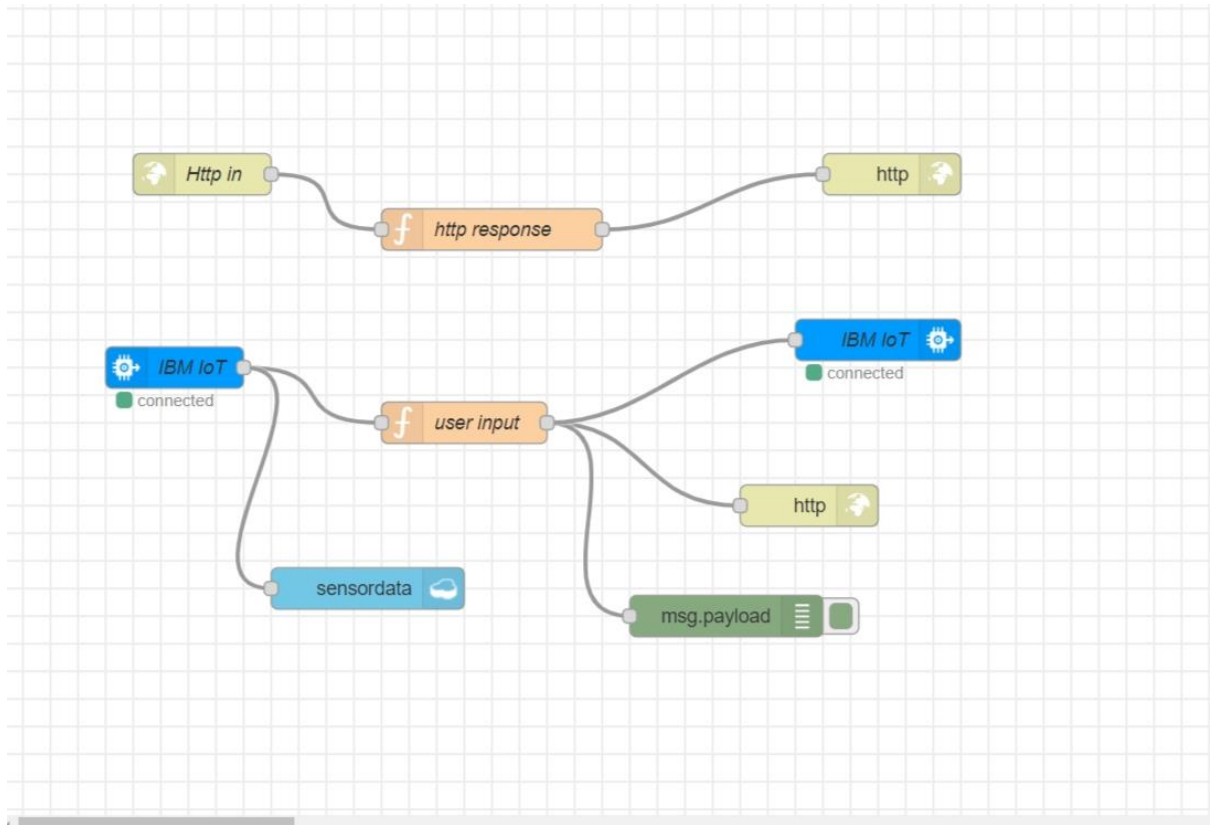 Http in
http
http response
IBM IoT
connected
IBM IoT
connected
user input
http
sensordata
msg.payload